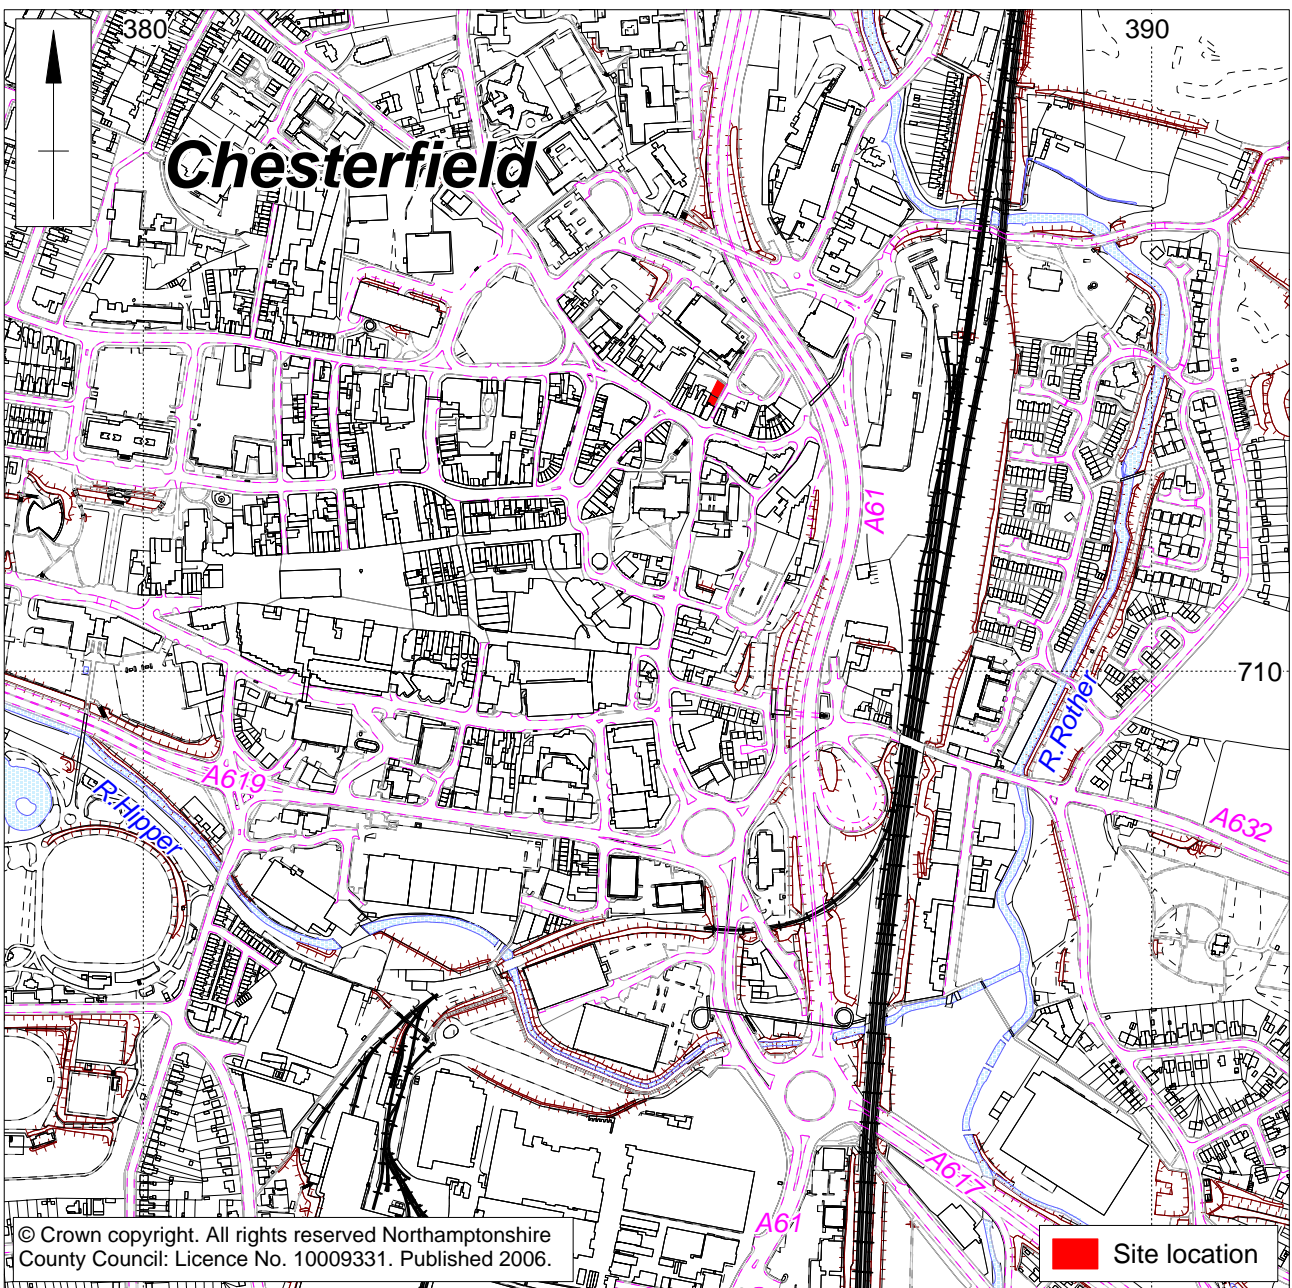 380
390
Chesterfield
A61
710
R.Rother
A619
R.Hipper
A632
A617
A61
© Crown copyright. All rights reserved Northamptonshire
County Council: Licence No. 10009331. Published 2006.
Site location